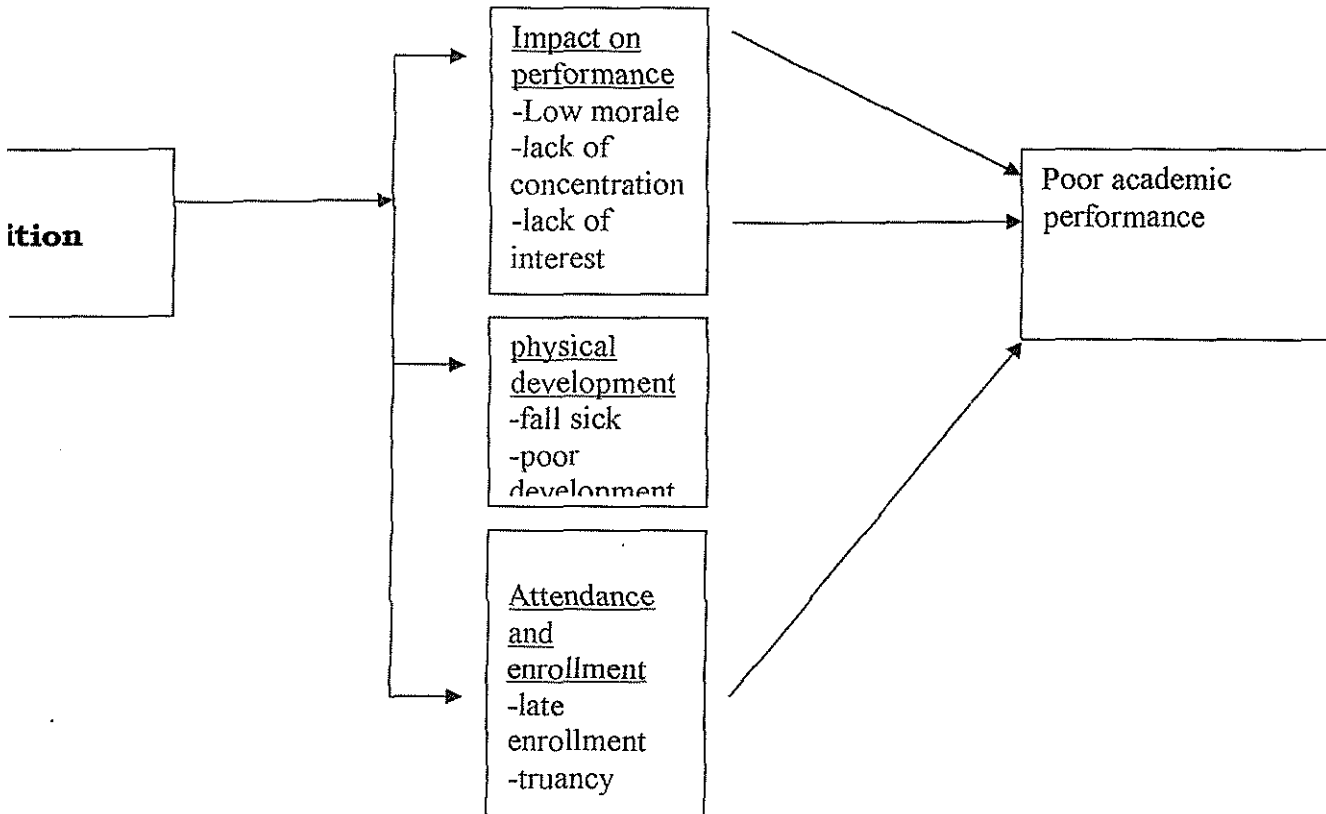 ition
Impact on
performance
-Low morale
-lack of
concentration
-lack of
interest
physical
development
-fall sick
-poor
development
Attendance
and
enrollment
-late
enrollment
-truancy
Poor academic
performance